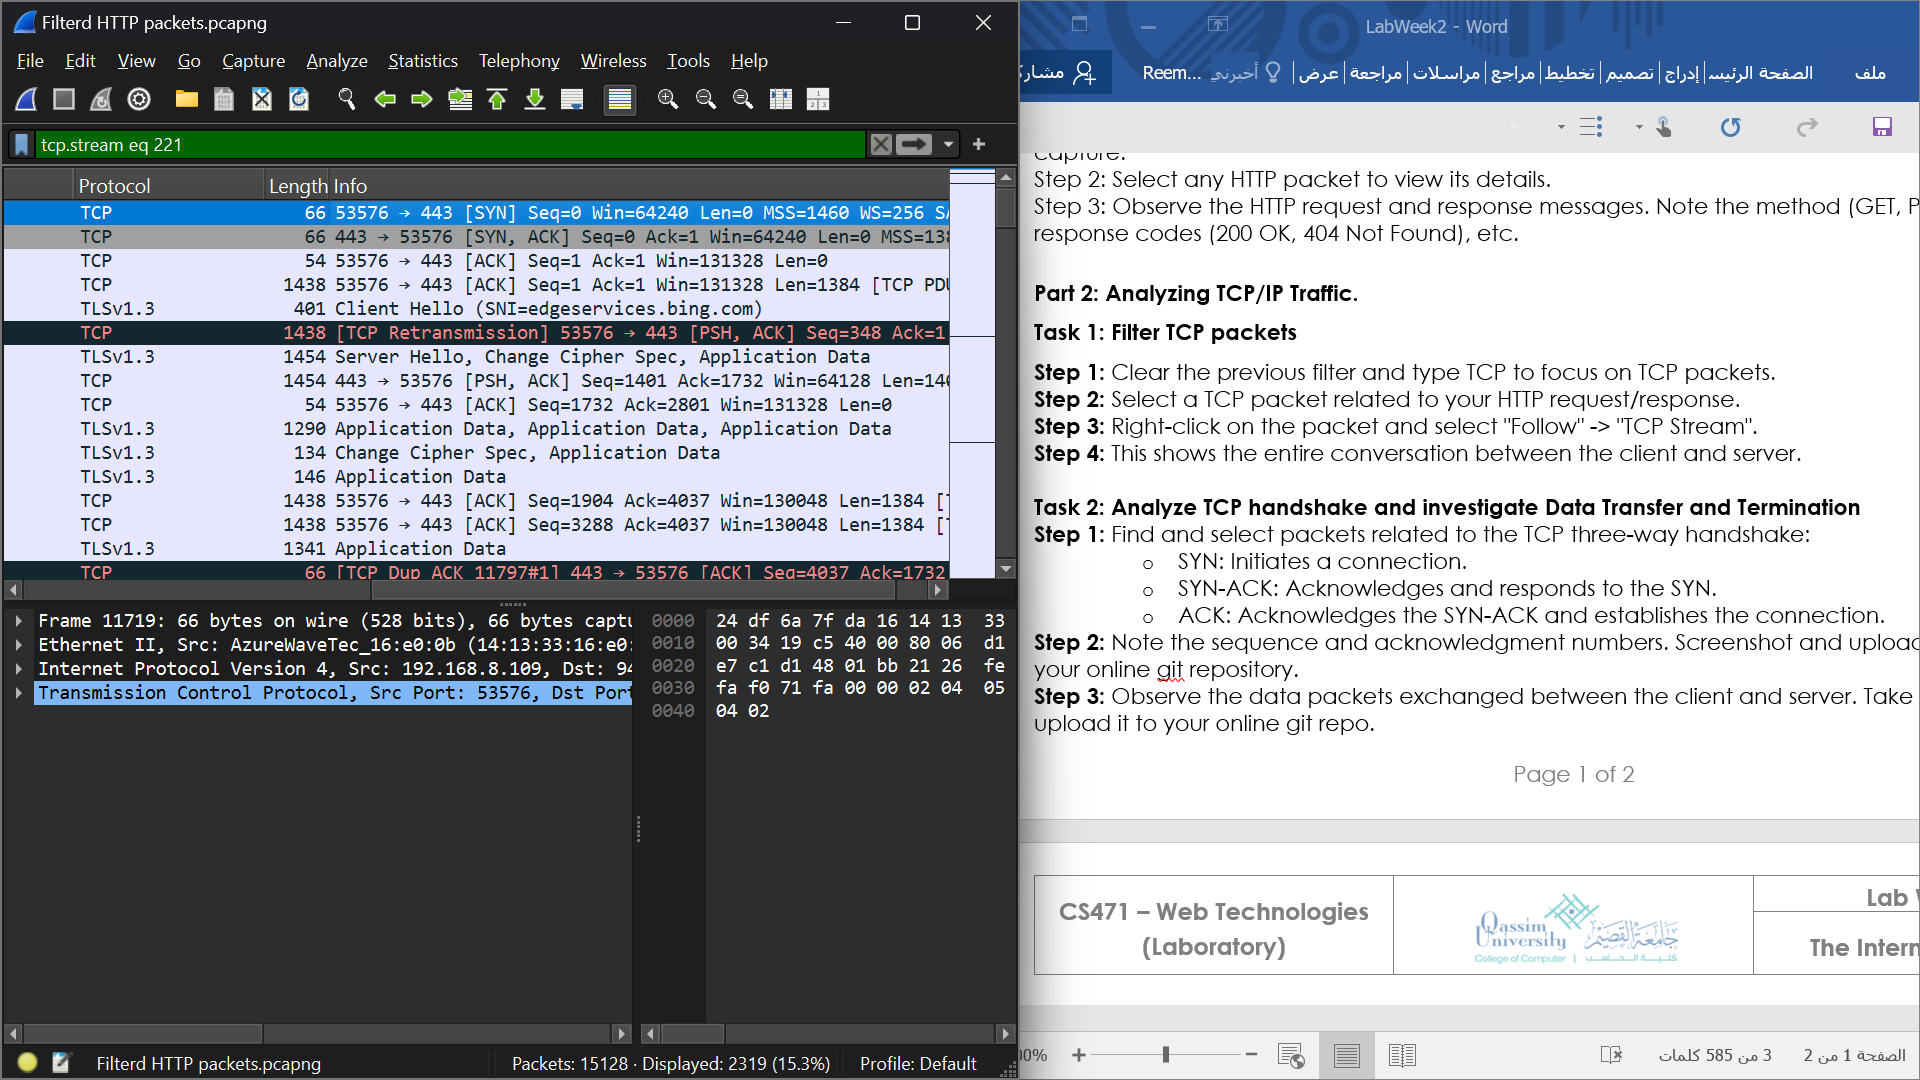 Filterd HTTP packets.pcapng
File Edit View Go Capture Analyze Statistics Telephony Wireless Tools Help
tcp.stream eq 221
Protocol Length Info
TCP 66 53576 → 443 [SYN] Seq=0 Win=64240 Len=0 MSS=1460 WS=256 SA
TCP 66 443 → 53576 [SYN, ACK] Seq=0 Ack=1 Win=64240 Len=0 MSS=138
TCP 54 53576 → 443 [ACK] Seq=1 Ack=1 Win=131328 Len=0
TCP 1438 53576 → 443 [ACK] Seq=1 Ack=1 Win=131328 Len=1384 [TCP PDU
TLSv1.3 401 Client Hello (SNI=edgeservices.bing.com)
TCP 1438 [TCP Retransmission] 53576 → 443 [PSH, ACK] Seq=348 Ack=1
TLSv1.3 1454 Server Hello, Change Cipher Spec, Application Data
TCP 1454 443 → 53576 [PSH, ACK] Seq=1401 Ack=1732 Win=64128 Len=140
TCP 54 53576 → 443 [ACK] Seq=1732 Ack=2801 Win=131328 Len=0
TLSv1.3 1290 Application Data, Application Data, Application Data
TLSv1.3 134 Change Cipher Spec, Application Data
TLSv1.3 146 Application Data
TCP 1438 53576 → 443 [ACK] Seq=1904 Ack=4037 Win=130048 Len=1384 [
TCP 1438 53576 → 443 [ACK] Seq=3288 Ack=4037 Win=130048 Len=1384 [
TLSv1.3 1341 Application Data
TCP 66 [TCP Dup ACK 11797#1] 443 → 53576 [ACK] Seq=4037 Ack=1732
Frame 11719: 66 bytes on wire (528 bits), 66 bytes captu
Ethernet II, Src: AzureWaveTec_16:e0:0b (14:13:33:16:e0:
Internet Protocol Version 4, Src: 192.168.8.109, Dst: 94
Transmission Control Protocol, Src Port: 53576, Dst Port
0000 24 df 6a 7f da 16 14 13 33
0010 00 34 19 c5 40 00 80 06 d1
0020 e7 c1 d1 48 01 bb 21 26 fe
0030 fa f0 71 fa 00 00 02 04 05
0040 04 02
Filterd HTTP packets.pcapng
Packets: 15128 · Displayed: 2319 (15.3%)
Profile: Default
LabWeek2 - Word
ملف الصفحة الرئيسـ إدراج تصميم تخطيط مراجع مراسلات مراجعة عرض أخبرني Reem... مشارك
capture.
Step 2: Select any HTTP packet to view its details.
Step 3: Observe the HTTP request and response messages. Note the method (GET, P
response codes (200 OK, 404 Not Found), etc.
Part 2: Analyzing TCP/IP Traffic.
Task 1: Filter TCP packets
Step 1: Clear the previous filter and type TCP to focus on TCP packets.
Step 2: Select a TCP packet related to your HTTP request/response.
Step 3: Right-click on the packet and select "Follow" -> "TCP Stream".
Step 4: This shows the entire conversation between the client and server.
Task 2: Analyze TCP handshake and investigate Data Transfer and Termination
Step 1: Find and select packets related to the TCP three-way handshake:
o SYN: Initiates a connection.
o SYN-ACK: Acknowledges and responds to the SYN.
o ACK: Acknowledges the SYN-ACK and establishes the connection.
Step 2: Note the sequence and acknowledgment numbers. Screenshot and upload
your online git repository.
Step 3: Observe the data packets exchanged between the client and server. Take
upload it to your online git repo.
Page 1 of 2
CS471 – Web Technologies
(Laboratory)
Qassim
University
College of Computer
جامعة القصيم
كلية الحاسب
Lab
The Intern
الصفحة 1 من 2
3 من 585 كلمات
00%